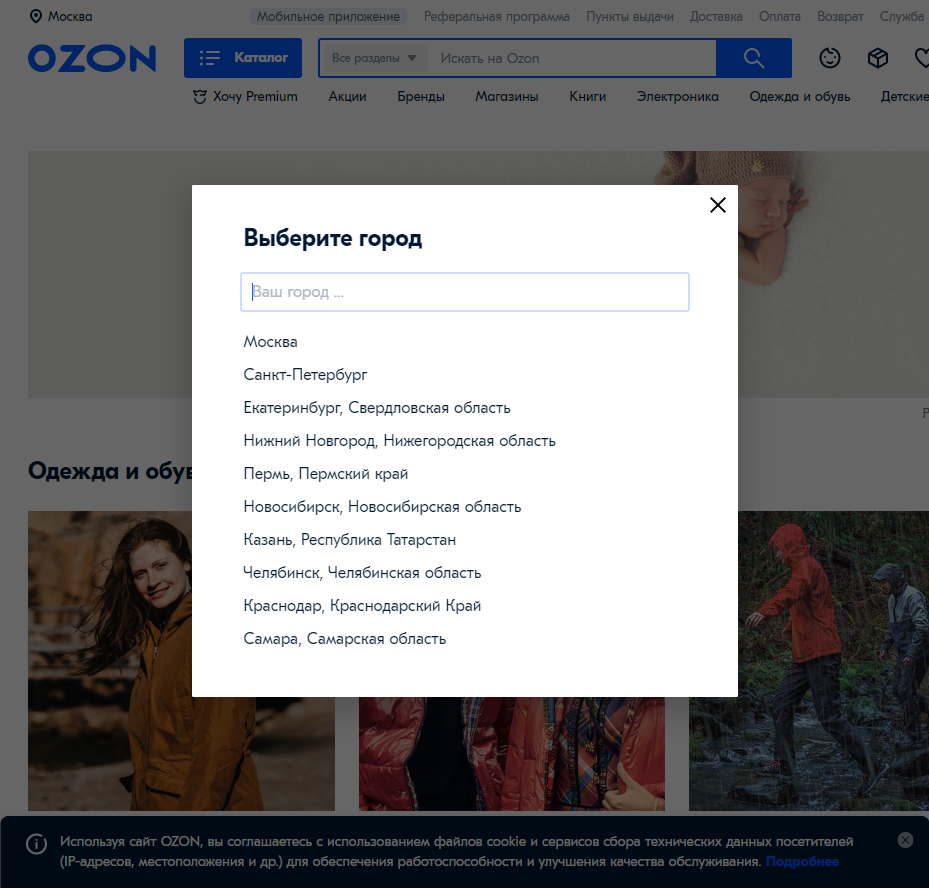 Москва
Мобильное приложение
Реферальная программа
Пункты выдачи
Доставка
Оплата
Возврат
Служба
OZON
Каталог
Все разделы
Искать на Ozon
Хочу Premium
Акции
Бренды
Магазины
Книги
Электроника
Одежда и обувь
Детские
Выберите город
Ваш город ...
Москва
Санкт-Петербург
Екатеринбург, Свердловская область
Нижний Новгород, Нижегородская область
Пермь, Пермский край
Новосибирск, Новосибирская область
Казань, Республика Татарстан
Челябинск, Челябинская область
Краснодар, Краснодарский Край
Самара, Самарская область
Одежда и обув
Используя сайт OZON, вы соглашаетесь с использованием файлов cookie и сервисов сбора технических данных посетителей
(IP-адресов, местоположения и др.) для обеспечения работоспособности и улучшения качества обслуживания. Подробнее